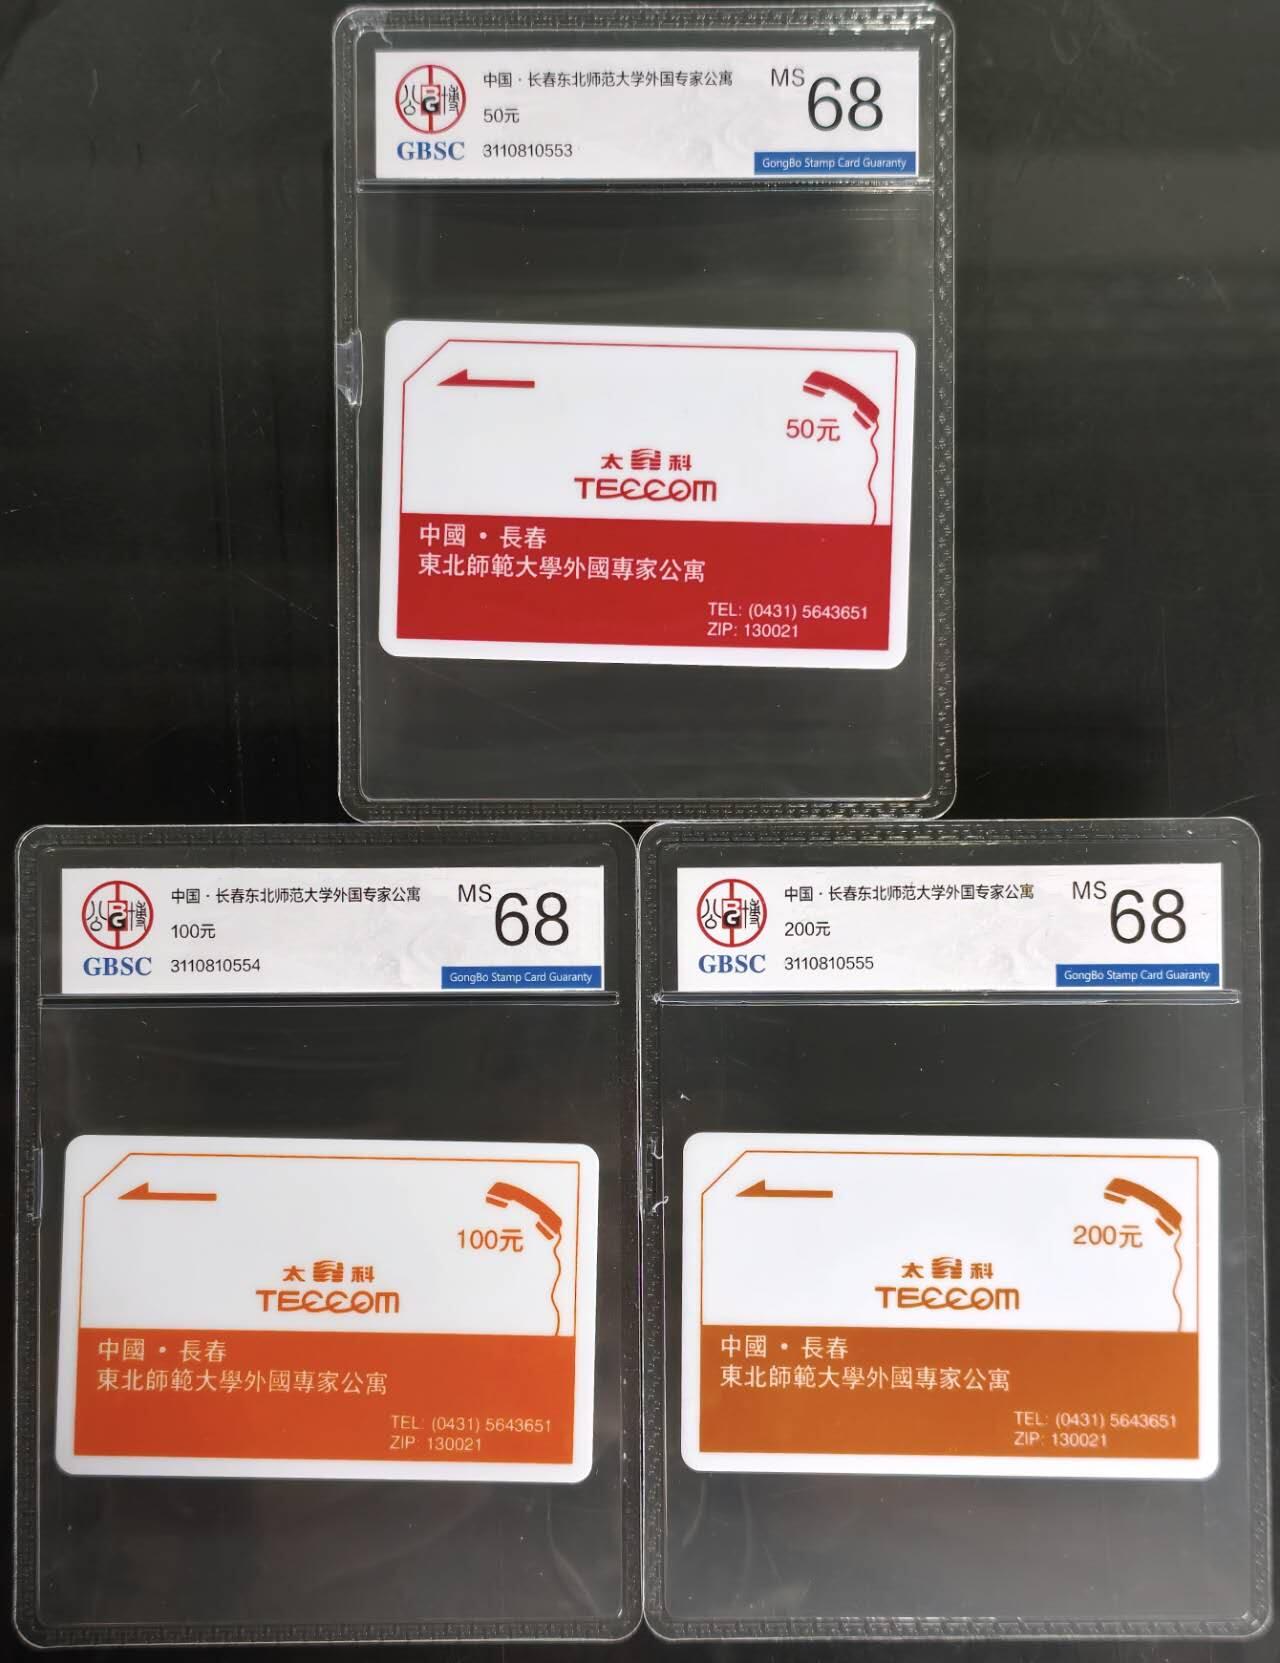 中国·长春东北师范大学外国专家公寓
MS 68
50元
GBSC
3110810553
GongBo Stamp Card Guaranty
50元
太科
TECCOM
中國·長春
東北師範大學外國專家公寓
TEL: (0431) 5643651
ZIP: 130021
中国·长春东北师范大学外国专家公寓
MS 68
100元
GBSC
3110810554
GongBo Stamp Card Guaranty
100元
太科
TECCOM
中國·長春
東北師範大學外國專家公寓
TEL: (0431) 5643651
ZIP: 130021
中国·长春东北师范大学外国专家公寓
MS 68
200元
GBSC
3110810555
GongBo Stamp Card Guaranty
200元
太科
TECCOM
中國·長春
東北師範大學外國專家公寓
TEL: (0431) 5643651
ZIP: 130021